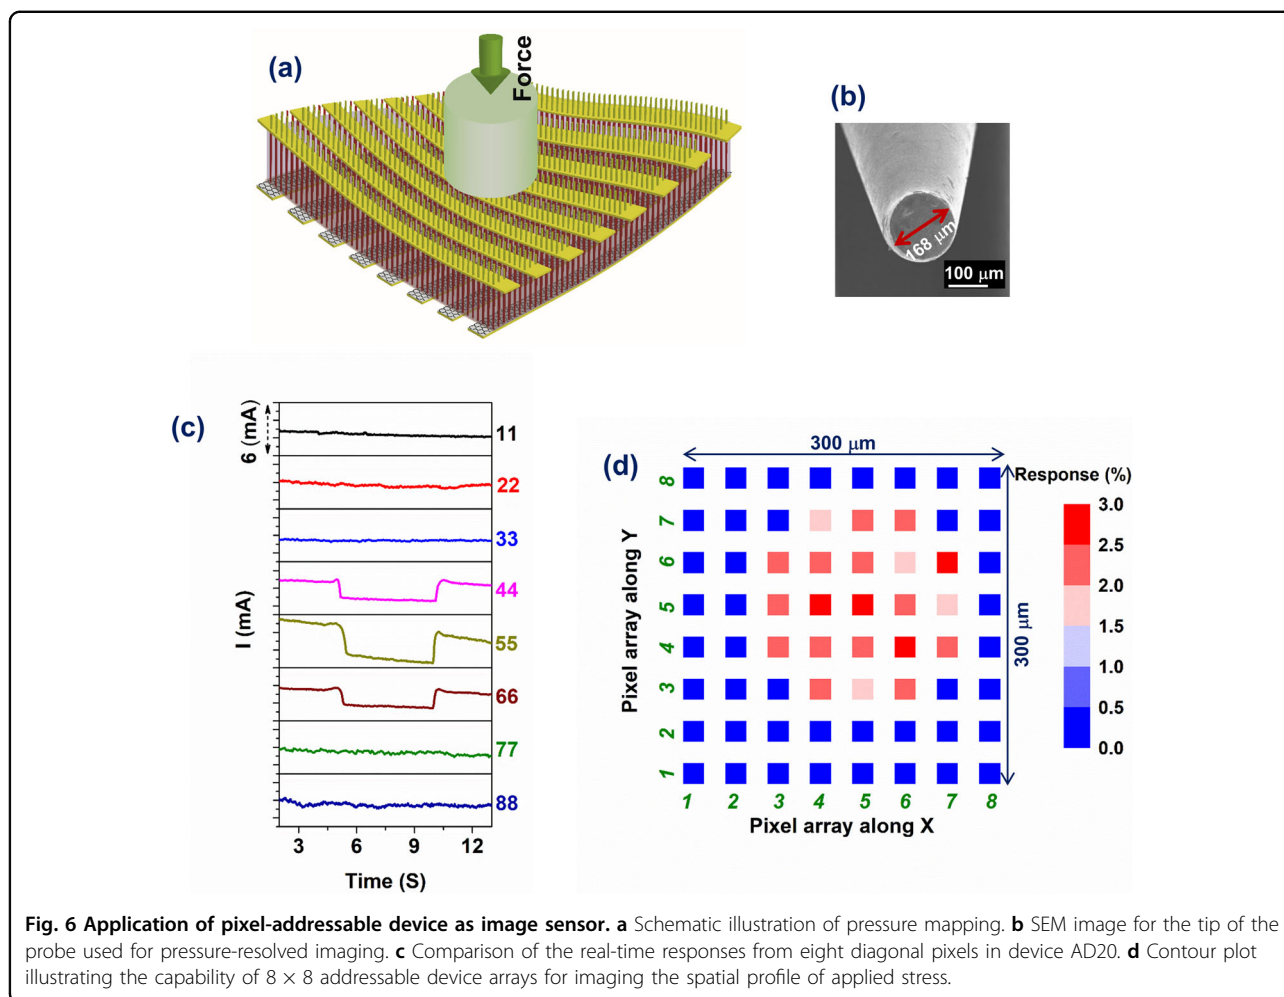 (a)
Force
(b)
168 μm
100 μm
(c)
6 (mA)
I (mA)
11
22
33
44
55
66
77
88
3 6 9 12
Time (S)
(d)
300 μm
300 μm
Pixel array along Y
8
7
6
5
4
3
2
1
1 2 3 4 5 6 7 8
Pixel array along X
Response (%)
3.0
2.5
2.0
1.5
1.0
0.5
0.0
Fig. 6 Application of pixel-addressable device as image sensor. a Schematic illustration of pressure mapping. b SEM image for the tip of the
probe used for pressure-resolved imaging. c Comparison of the real-time responses from eight diagonal pixels in device AD20. d Contour plot
illustrating the capability of 8 × 8 addressable device arrays for imaging the spatial profile of applied stress.